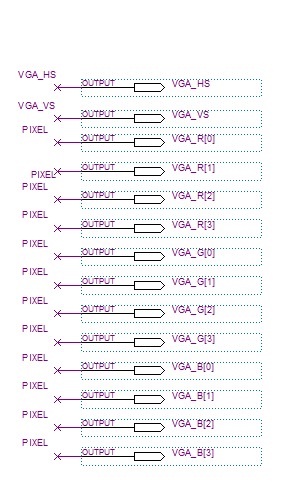 VGA_HS OUTPUT VGA_HS
VGA_VS OUTPUT VGA_VS
PIXEL OUTPUT VGA_R[0]
PIXEL OUTPUT VGA_R[1]
PIXEL OUTPUT VGA_R[2]
PIXEL OUTPUT VGA_R[3]
PIXEL OUTPUT VGA_G[0]
PIXEL OUTPUT VGA_G[1]
PIXEL OUTPUT VGA_G[2]
PIXEL OUTPUT VGA_G[3]
PIXEL OUTPUT VGA_B[0]
PIXEL OUTPUT VGA_B[1]
PIXEL OUTPUT VGA_B[2]
PIXEL OUTPUT VGA_B[3]